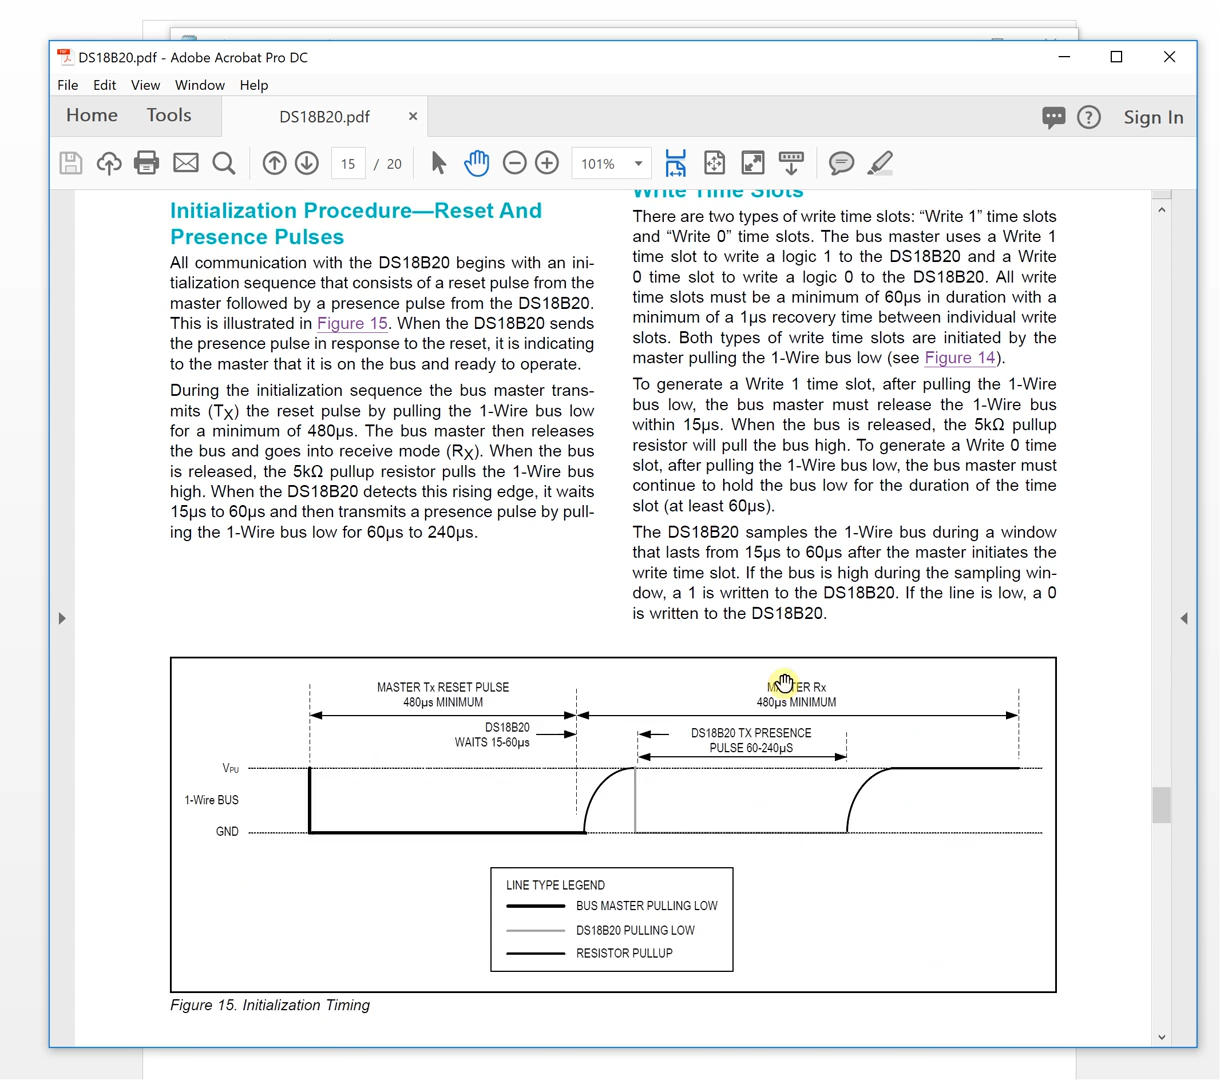 DS18B20.pdf - Adobe Acrobat Pro DC
File Edit View Window Help
Home Tools DS18B20.pdf × Sign In
15 / 20 101%
Initialization Procedure—Reset And
Presence Pulses
All communication with the DS18B20 begins with an ini-
tialization sequence that consists of a reset pulse from the
master followed by a presence pulse from the DS18B20.
This is illustrated in Figure 15. When the DS18B20 sends
the presence pulse in response to the reset, it is indicating
to the master that it is on the bus and ready to operate.
During the initialization sequence the bus master trans-
mits (TX) the reset pulse by pulling the 1-Wire bus low
for a minimum of 480μs. The bus master then releases
the bus and goes into receive mode (RX). When the bus
is released, the 5kΩ pullup resistor pulls the 1-Wire bus
high. When the DS18B20 detects this rising edge, it waits
15μs to 60μs and then transmits a presence pulse by pull-
ing the 1-Wire bus low for 60μs to 240μs.
Write Time Slots
There are two types of write time slots: “Write 1” time slots
and “Write 0” time slots. The bus master uses a Write 1
time slot to write a logic 1 to the DS18B20 and a Write
0 time slot to write a logic 0 to the DS18B20. All write
time slots must be a minimum of 60μs in duration with a
minimum of a 1μs recovery time between individual write
slots. Both types of write time slots are initiated by the
master pulling the 1-Wire bus low (see Figure 14).
To generate a Write 1 time slot, after pulling the 1-Wire
bus low, the bus master must release the 1-Wire bus
within 15μs. When the bus is released, the 5kΩ pullup
resistor will pull the bus high. To generate a Write 0 time
slot, after pulling the 1-Wire bus low, the bus master must
continue to hold the bus low for the duration of the time
slot (at least 60μs).
The DS18B20 samples the 1-Wire bus during a window
that lasts from 15μs to 60μs after the master initiates the
write time slot. If the bus is high during the sampling win-
dow, a 1 is written to the DS18B20. If the line is low, a 0
is written to the DS18B20.
MASTER Tx RESET PULSE
480μs MINIMUM
MASTER Rx
480μs MINIMUM
DS18B20
WAITS 15-60μs
DS18B20 TX PRESENCE
PULSE 60-240μS
VPU
1-Wire BUS
GND
LINE TYPE LEGEND
BUS MASTER PULLING LOW
DS18B20 PULLING LOW
RESISTOR PULLUP
Figure 15. Initialization Timing